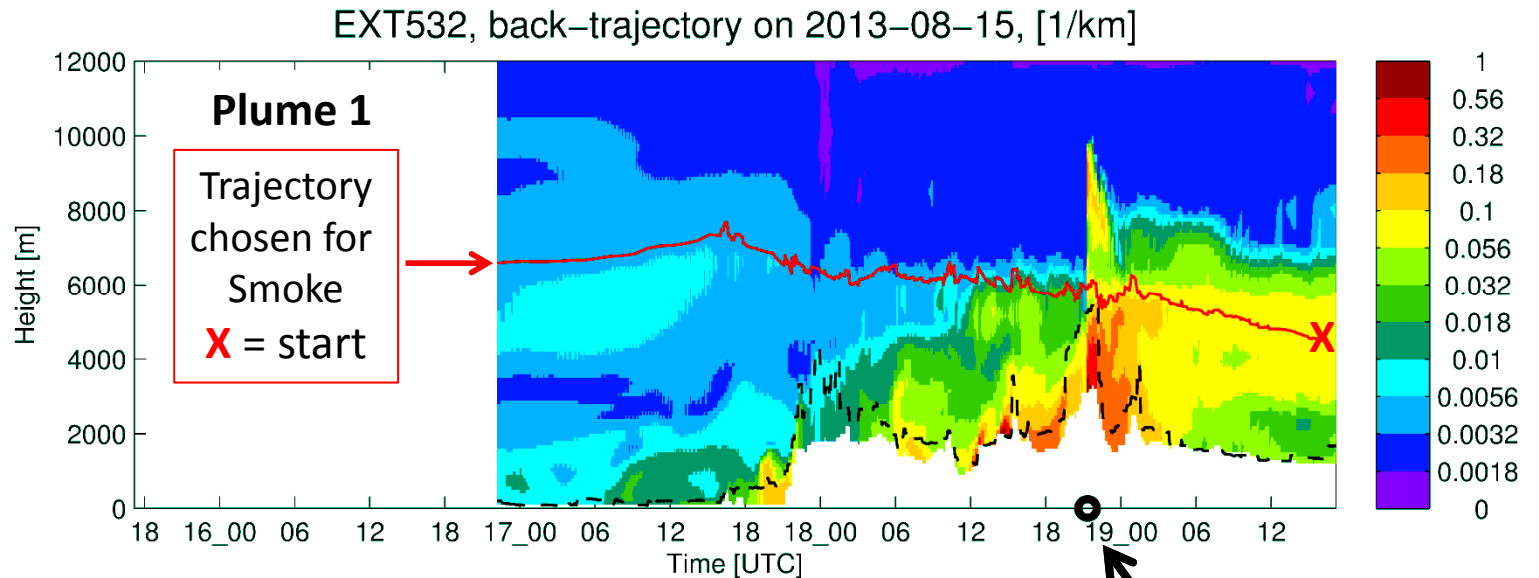 EXT532, back−trajectory on 2013−08−15, [1/km]
Plume 1
Trajectory
chosen for
Smoke
X = start
X
Height [m]
12000
10000
8000
6000
4000
2000
0
18 16_00 06 12 18 17_00 06 12 18 18_00 06 12 18 19_00 06 12
Time [UTC]
1
0.56
0.32
0.18
0.1
0.056
0.032
0.018
0.01
0.0056
0.0032
0.0018
0